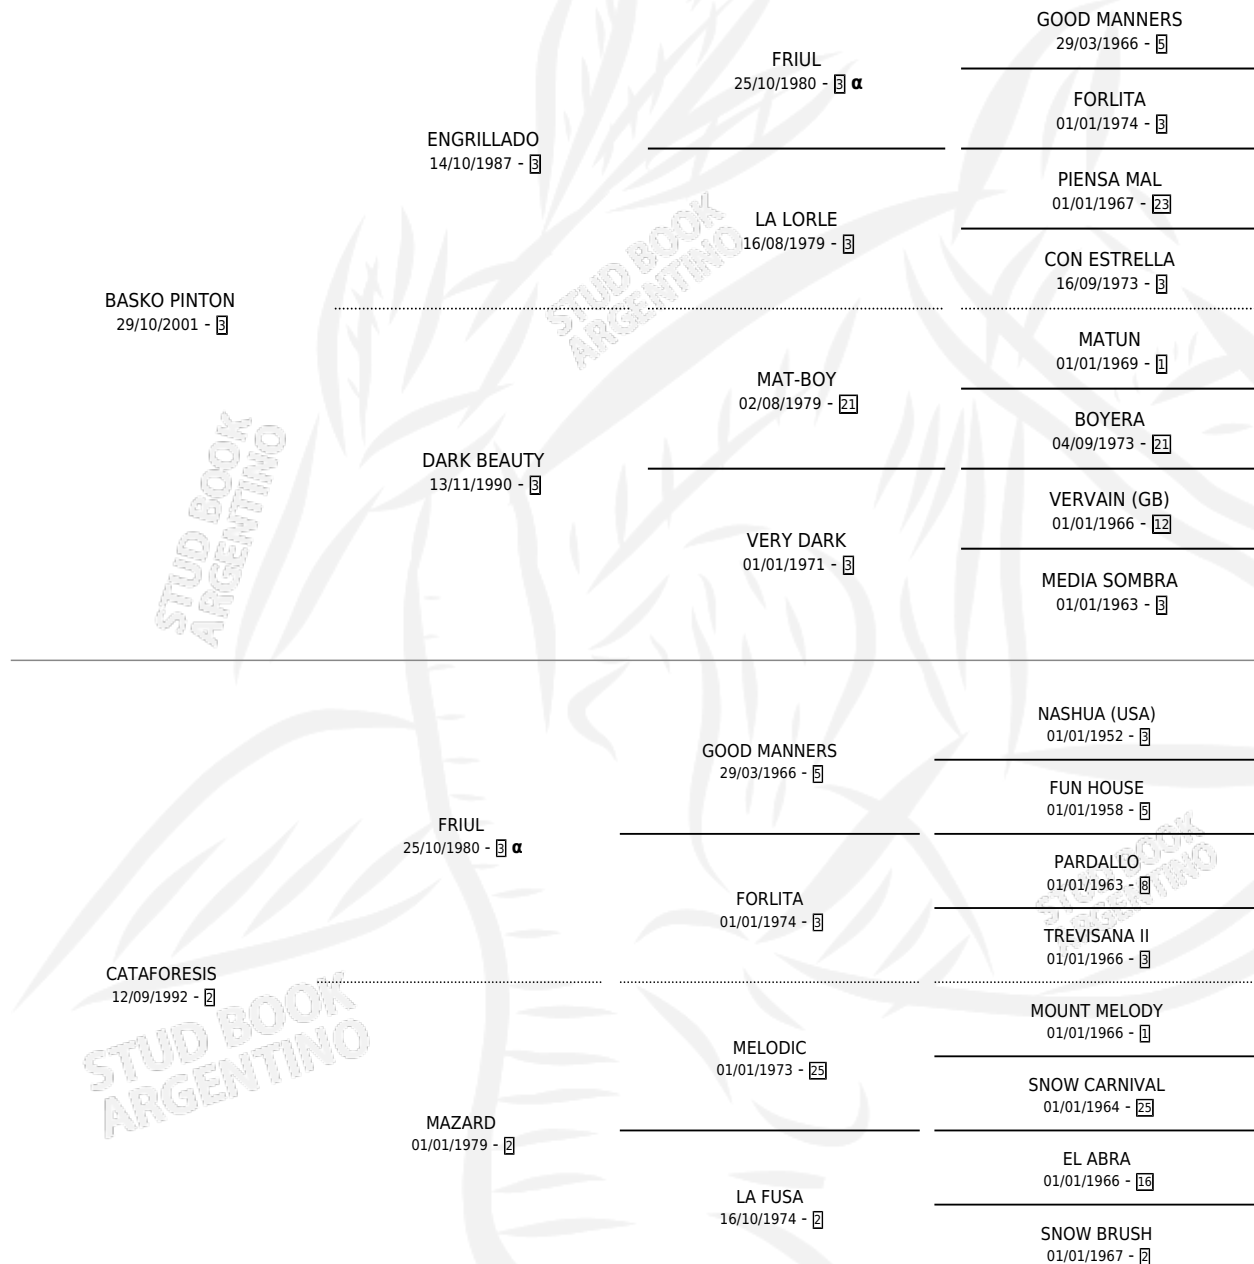 GOOD MANNERS
29/03/1966 - 5
FRIUL
25/10/1980 - 3 α
FORLITA
01/01/1974 - 3
ENGRILLADO
14/10/1987 - 3
PIENSA MAL
01/01/1967 - 23
LA LORLE
16/08/1979 - 3
CON ESTRELLA
16/09/1973 - 3
BASKO PINTON
29/10/2001 - 3
MATUN
01/01/1969 - 1
MAT-BOY
02/08/1979 - 21
BOYERA
04/09/1973 - 21
DARK BEAUTY
13/11/1990 - 3
VERVAIN (GB)
01/01/1966 - 12
VERY DARK
01/01/1971 - 3
MEDIA SOMBRA
01/01/1963 - 3
STUD BOOK
ARGENTINO
STUD BOOK
ARGENTINO
NASHUA (USA)
01/01/1952 - 3
GOOD MANNERS
29/03/1966 - 5
FUN HOUSE
01/01/1958 - 5
FRIUL
25/10/1980 - 3 α
PARDALLO
01/01/1963 - 8
FORLITA
01/01/1974 - 3
TREVISANA II
01/01/1966 - 3
STUD BOOK
ARGENTINO
CATAFORESIS
12/09/1992 - 2
MOUNT MELODY
01/01/1966 - 1
MELODIC
01/01/1973 - 25
SNOW CARNIVAL
01/01/1964 - 25
STUD BOOK
ARGENTINO
MAZARD
01/01/1979 - 2
EL ABRA
01/01/1966 - 16
LA FUSA
16/10/1974 - 2
SNOW BRUSH
01/01/1967 - 2